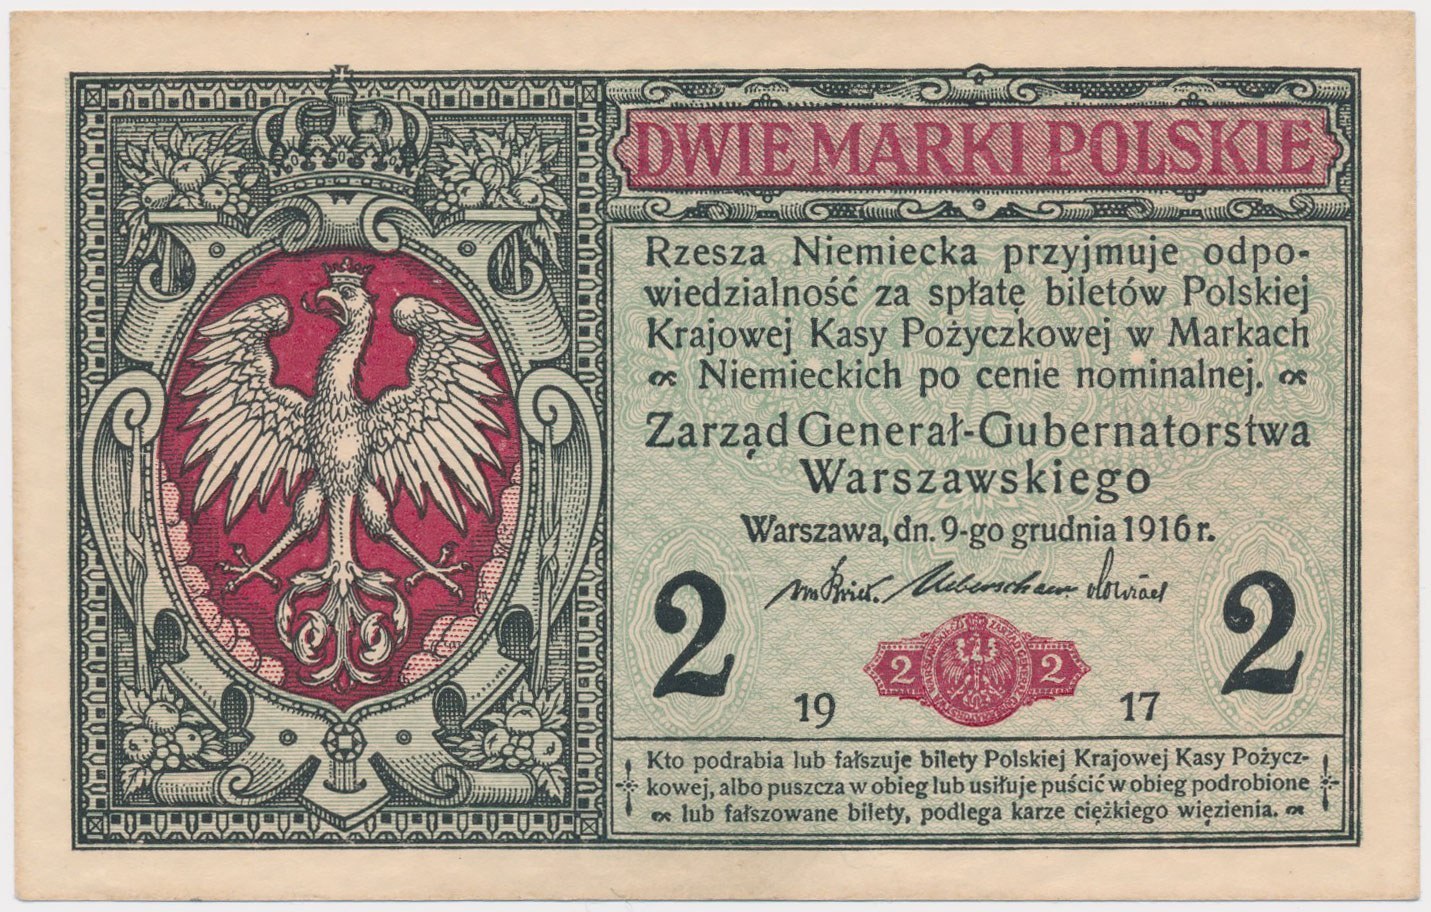 DWIE MARKI POLSKIE
Rzesza Niemiecka przyjmuje odpo-
wiedzialność za spłatę biletów Polskiej
Krajowej Kasy Pożyczkowej w Markach
Niemieckich po cenie nominalnej.
Zarząd Generał-Gubernatorstwa
Warszawskiego
Warszawa, dn. 9-go grudnia 1916 r.
2 2
2 2
19 17
Kto podrabia lub fałszuje bilety Polskiej Krajowej Kasy Pożycz-
kowej, albo puszcza w obieg lub usiłuje puścić w obieg podrobione
lub fałszowane bilety, podlega karze ciężkiego więzienia.